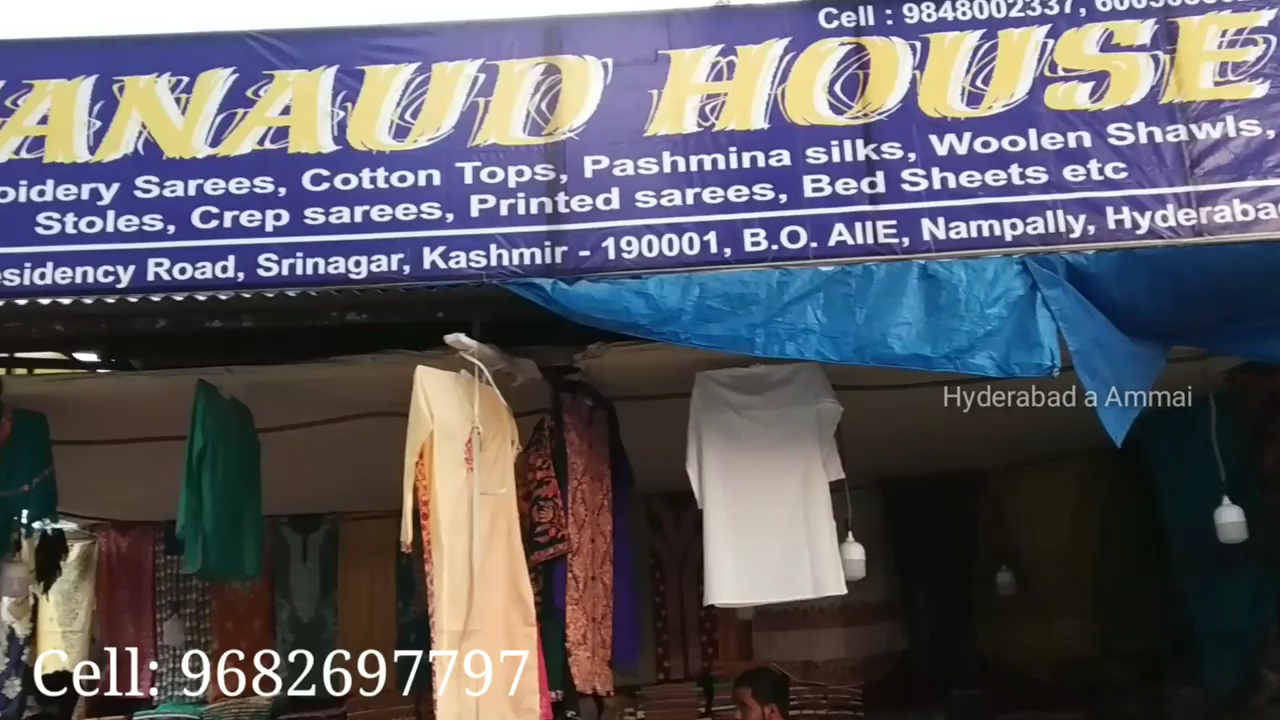 Cell : 9848002337,
ANAUD HOUSE
oidery Sarees, Cotton Tops, Pashmina silks, Woolen Shawls,
Stoles, Crep sarees, Printed sarees, Bed Sheets etc
esidency Road, Srinagar, Kashmir - 190001, B.O. AIIE, Nampally, Hyderabad
Hyderabad a Ammai
Cell: 9682697797